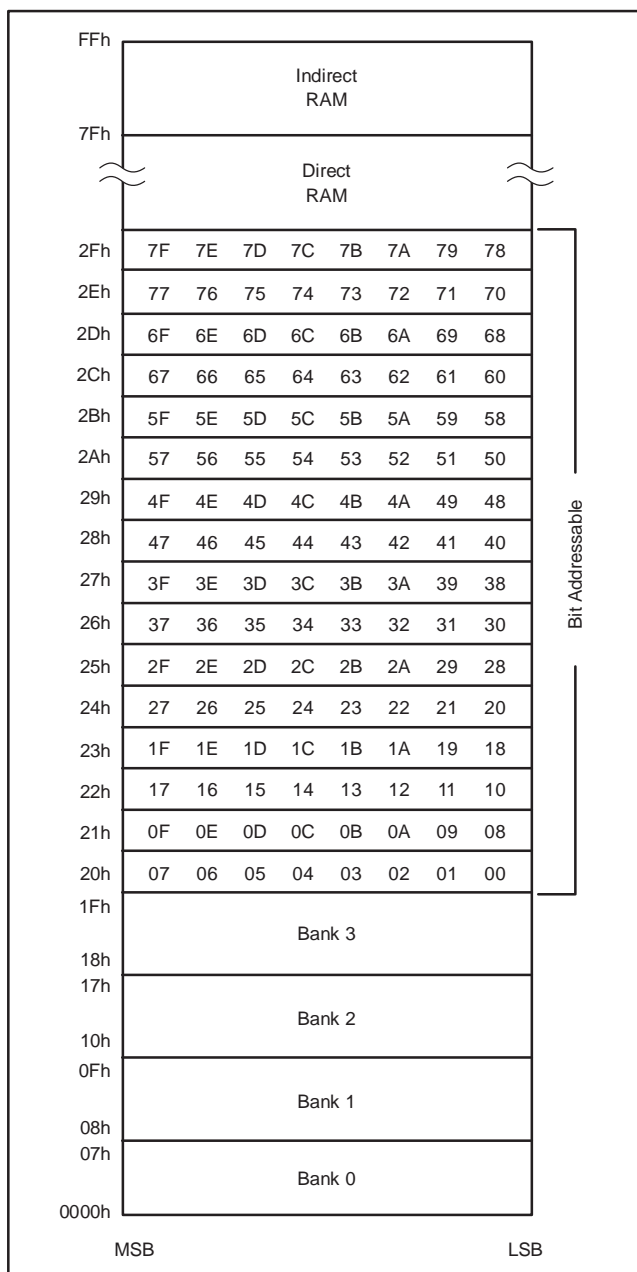 FFh
Indirect
RAM
7Fh
Direct
RAM
2Fh 7F 7E 7D 7C 7B 7A 79 78
2Eh 77 76 75 74 73 72 71 70
2Dh 6F 6E 6D 6C 6B 6A 69 68
2Ch 67 66 65 64 63 62 61 60
2Bh 5F 5E 5D 5C 5B 5A 59 58
2Ah 57 56 55 54 53 52 51 50
29h 4F 4E 4D 4C 4B 4A 49 48
28h 47 46 45 44 43 42 41 40
27h 3F 3E 3D 3C 3B 3A 39 38
26h 37 36 35 34 33 32 31 30
25h 2F 2E 2D 2C 2B 2A 29 28
24h 27 26 25 24 23 22 21 20
23h 1F 1E 1D 1C 1B 1A 19 18
22h 17 16 15 14 13 12 11 10
21h 0F 0E 0D 0C 0B 0A 09 08
20h 07 06 05 04 03 02 01 00
Bit Addressable
1Fh
Bank 3
18h
17h
Bank 2
10h
0Fh
Bank 1
08h
07h
Bank 0
0000h
MSB LSB